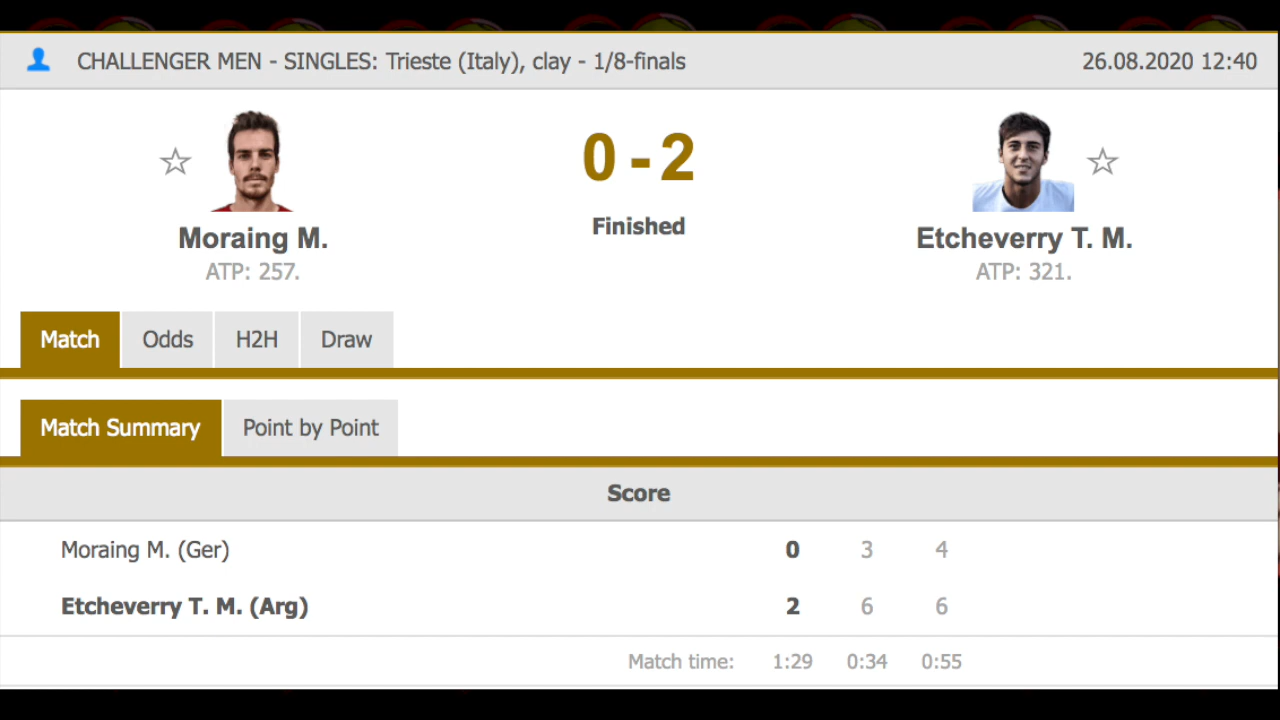 CHALLENGER MEN - SINGLES: Trieste (Italy), clay - 1/8-finals 26.08.2020 12:40
0 - 2
Finished
Moraing M. Etcheverry T. M.
ATP: 257. ATP: 321.
Match Odds H2H Draw
Match Summary Point by Point
Score
Moraing M. (Ger) 0 3 4
Etcheverry T. M. (Arg) 2 6 6
Match time: 1:29 0:34 0:55